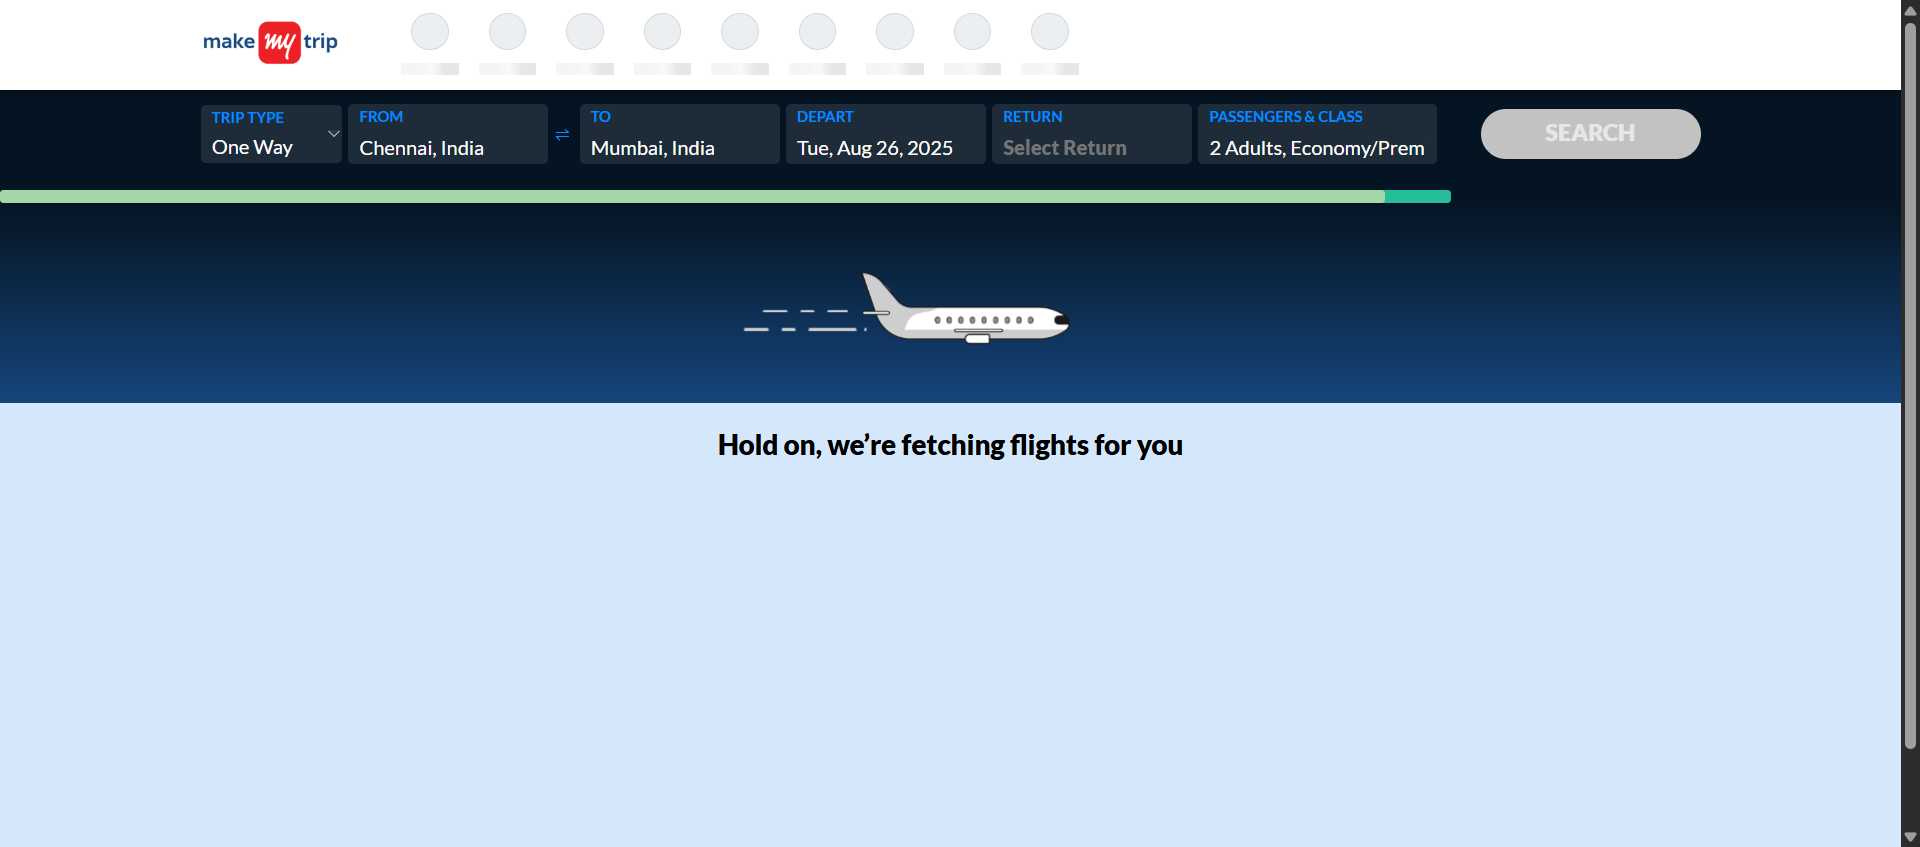 make my trip
TRIP TYPE
One Way
FROM
Chennai, India
⇌
TO
Mumbai, India
DEPART
Tue, Aug 26, 2025
RETURN
Select Return
PASSENGERS & CLASS
2 Adults, Economy/Prem
SEARCH
Hold on, we’re fetching flights for you